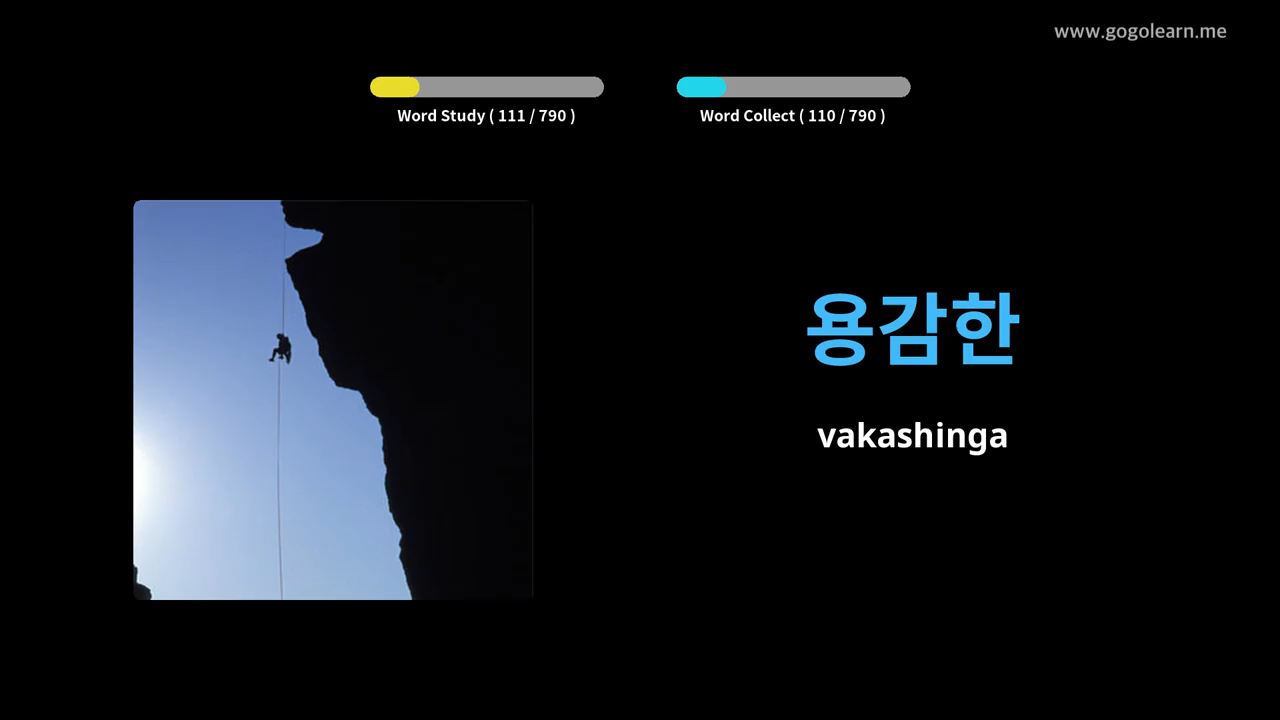 www.gogolearn.me
Word Study ( 111 / 790 )
Word Collect ( 110 / 790 )
용감한
vakashinga